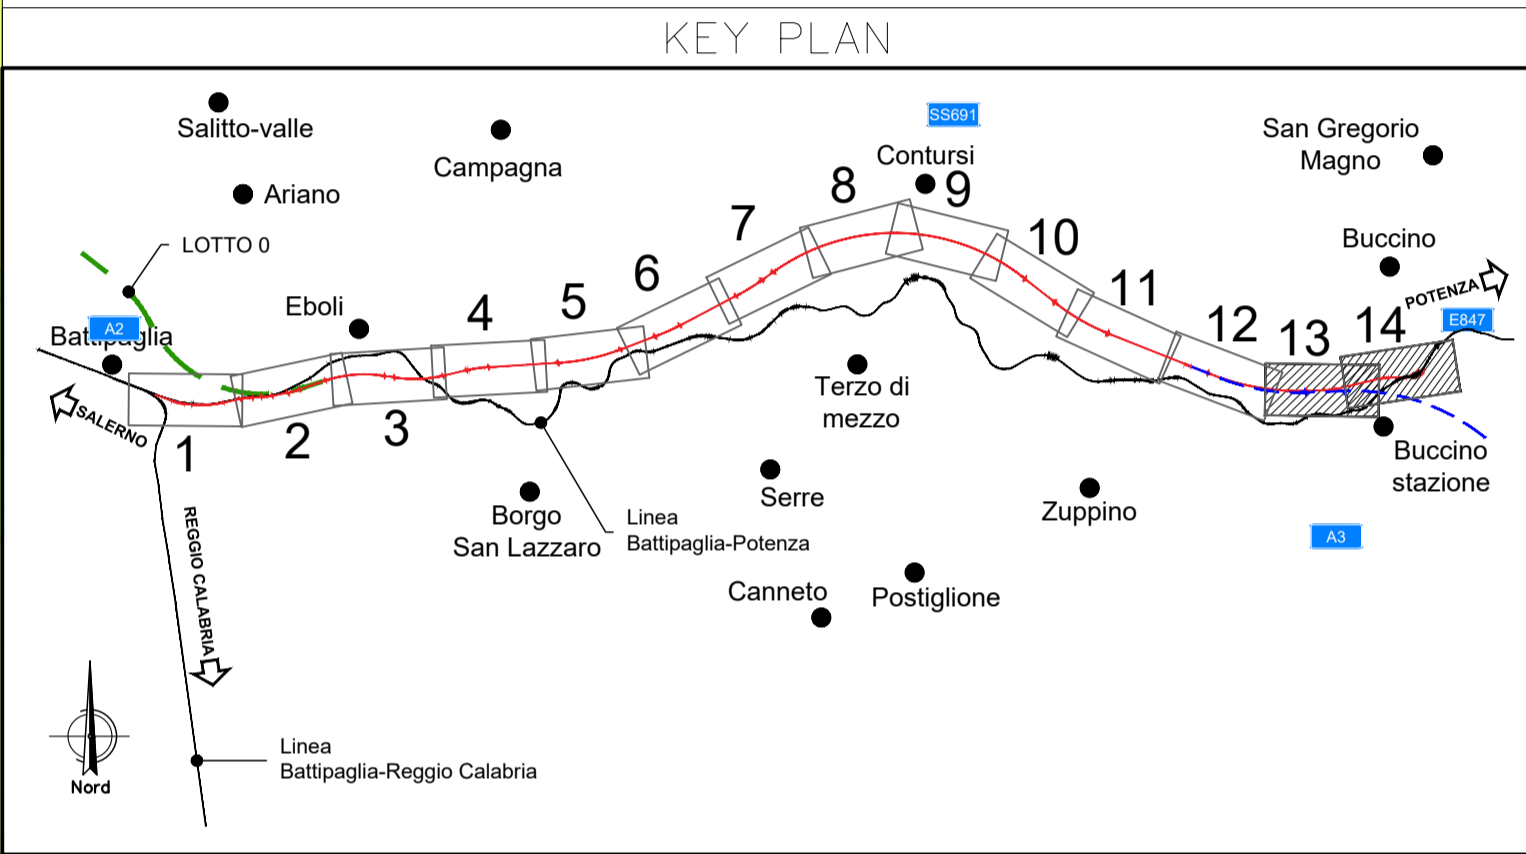 KEY PLAN
Salitto-valle
Campagna
SS691
Contursi
San Gregorio
Magno
Ariano
LOTTO 0
Buccino
POTENZA
E847
Eboli
Battipaglia
A2
SALERNO
1
2
3
4
5
6
7
8
9
10
11
12
13
14
Terzo di
mezzo
Buccino
stazione
Serre
Zuppino
Borgo
San Lazzaro
Linea
Battipaglia-Potenza
A3
Canneto
Postiglione
REGGIO CALABRIA
Linea
Battipaglia-Reggio Calabria
Nord